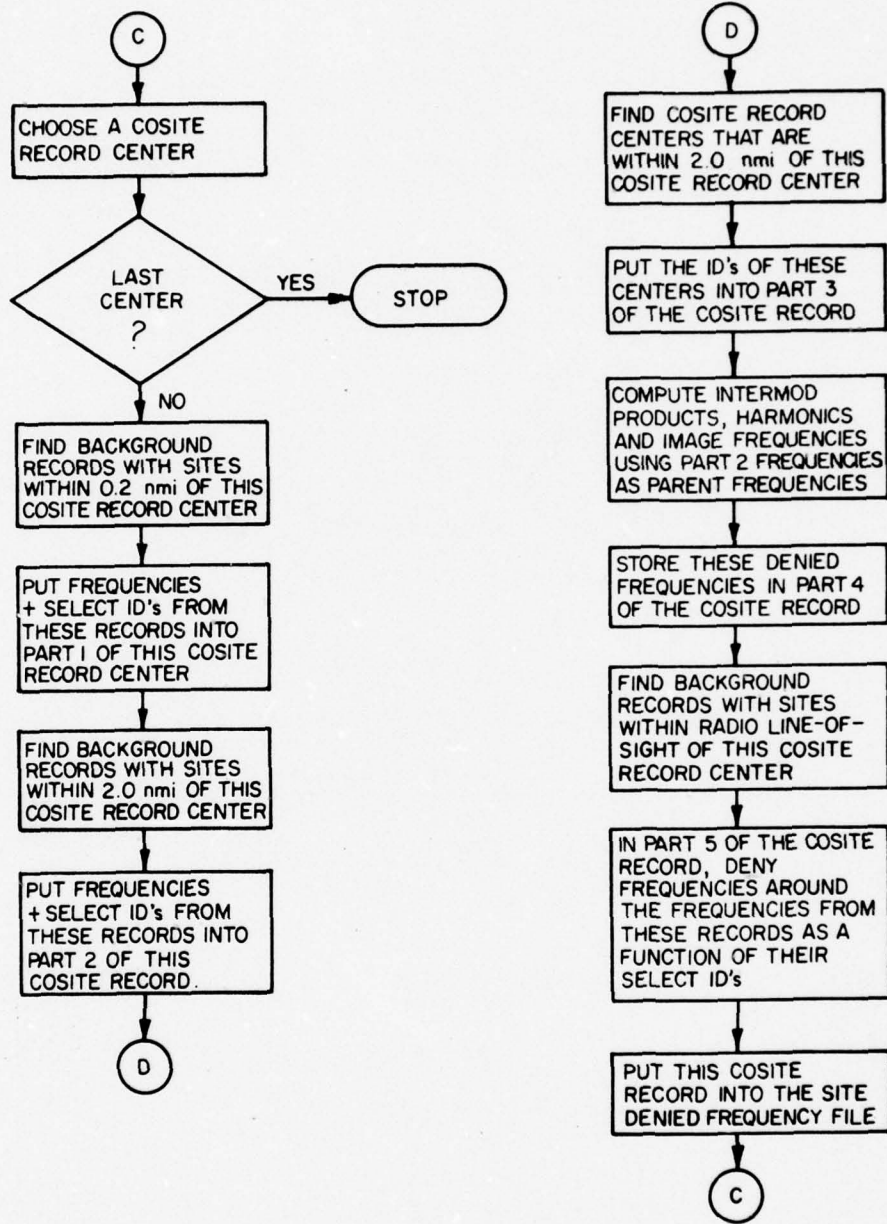 C
CHOOSE A COSITE
RECORD CENTER
LAST
CENTER
?
YES
STOP
NO
FIND BACKGROUND
RECORDS WITH SITES
WITHIN 0.2 nmi OF THIS
COSITE RECORD CENTER
PUT FREQUENCIES
+ SELECT ID's FROM
THESE RECORDS INTO
PART 1 OF THIS COSITE
RECORD CENTER
FIND BACKGROUND
RECORDS WITH SITES
WITHIN 2.0 nmi OF THIS
COSITE RECORD CENTER
PUT FREQUENCIES
+ SELECT ID's FROM
THESE RECORDS INTO
PART 2 OF THIS
COSITE RECORD.
D
D
FIND COSITE RECORD
CENTERS THAT ARE
WITHIN 2.0 nmi OF THIS
COSITE RECORD CENTER
PUT THE ID's OF THESE
CENTERS INTO PART 3
OF THE COSITE RECORD
COMPUTE INTERMOD
PRODUCTS, HARMONICS
AND IMAGE FREQUENCIES
USING PART 2 FREQUENCIES
AS PARENT FREQUENCIES
STORE THESE DENIED
FREQUENCIES IN PART 4
OF THE COSITE RECORD
FIND BACKGROUND
RECORDS WITH SITES
WITHIN RADIO LINE-OF-
SIGHT OF THIS COSITE
RECORD CENTER
IN PART 5 OF THE COSITE
RECORD, DENY
FREQUENCIES AROUND
THE FREQUENCIES FROM
THESE RECORDS AS A
FUNCTION OF THEIR
SELECT ID's
PUT THIS COSITE
RECORD INTO THE SITE
DENIED FREQUENCY FILE
C